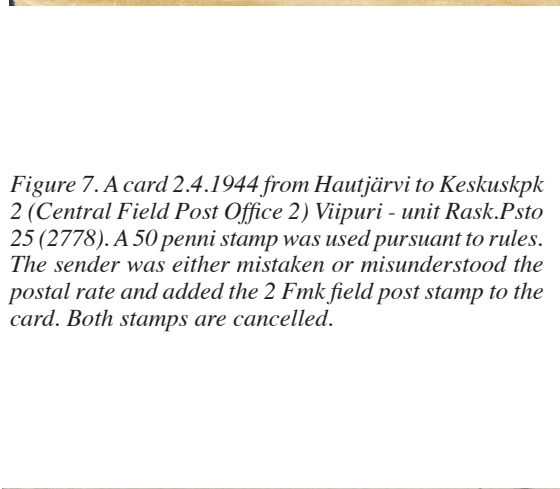 Figure 7. A card 2.4.1944 from Hautjärvi to Keskuskpk
2 (Central Field Post Office 2) Viipuri - unit Rask.Psto
25 (2778). A 50 penni stamp was used pursuant to rules.
The sender was either mistaken or misunderstood the
postal rate and added the 2 Fmk field post stamp to the
card. Both stamps are cancelled.